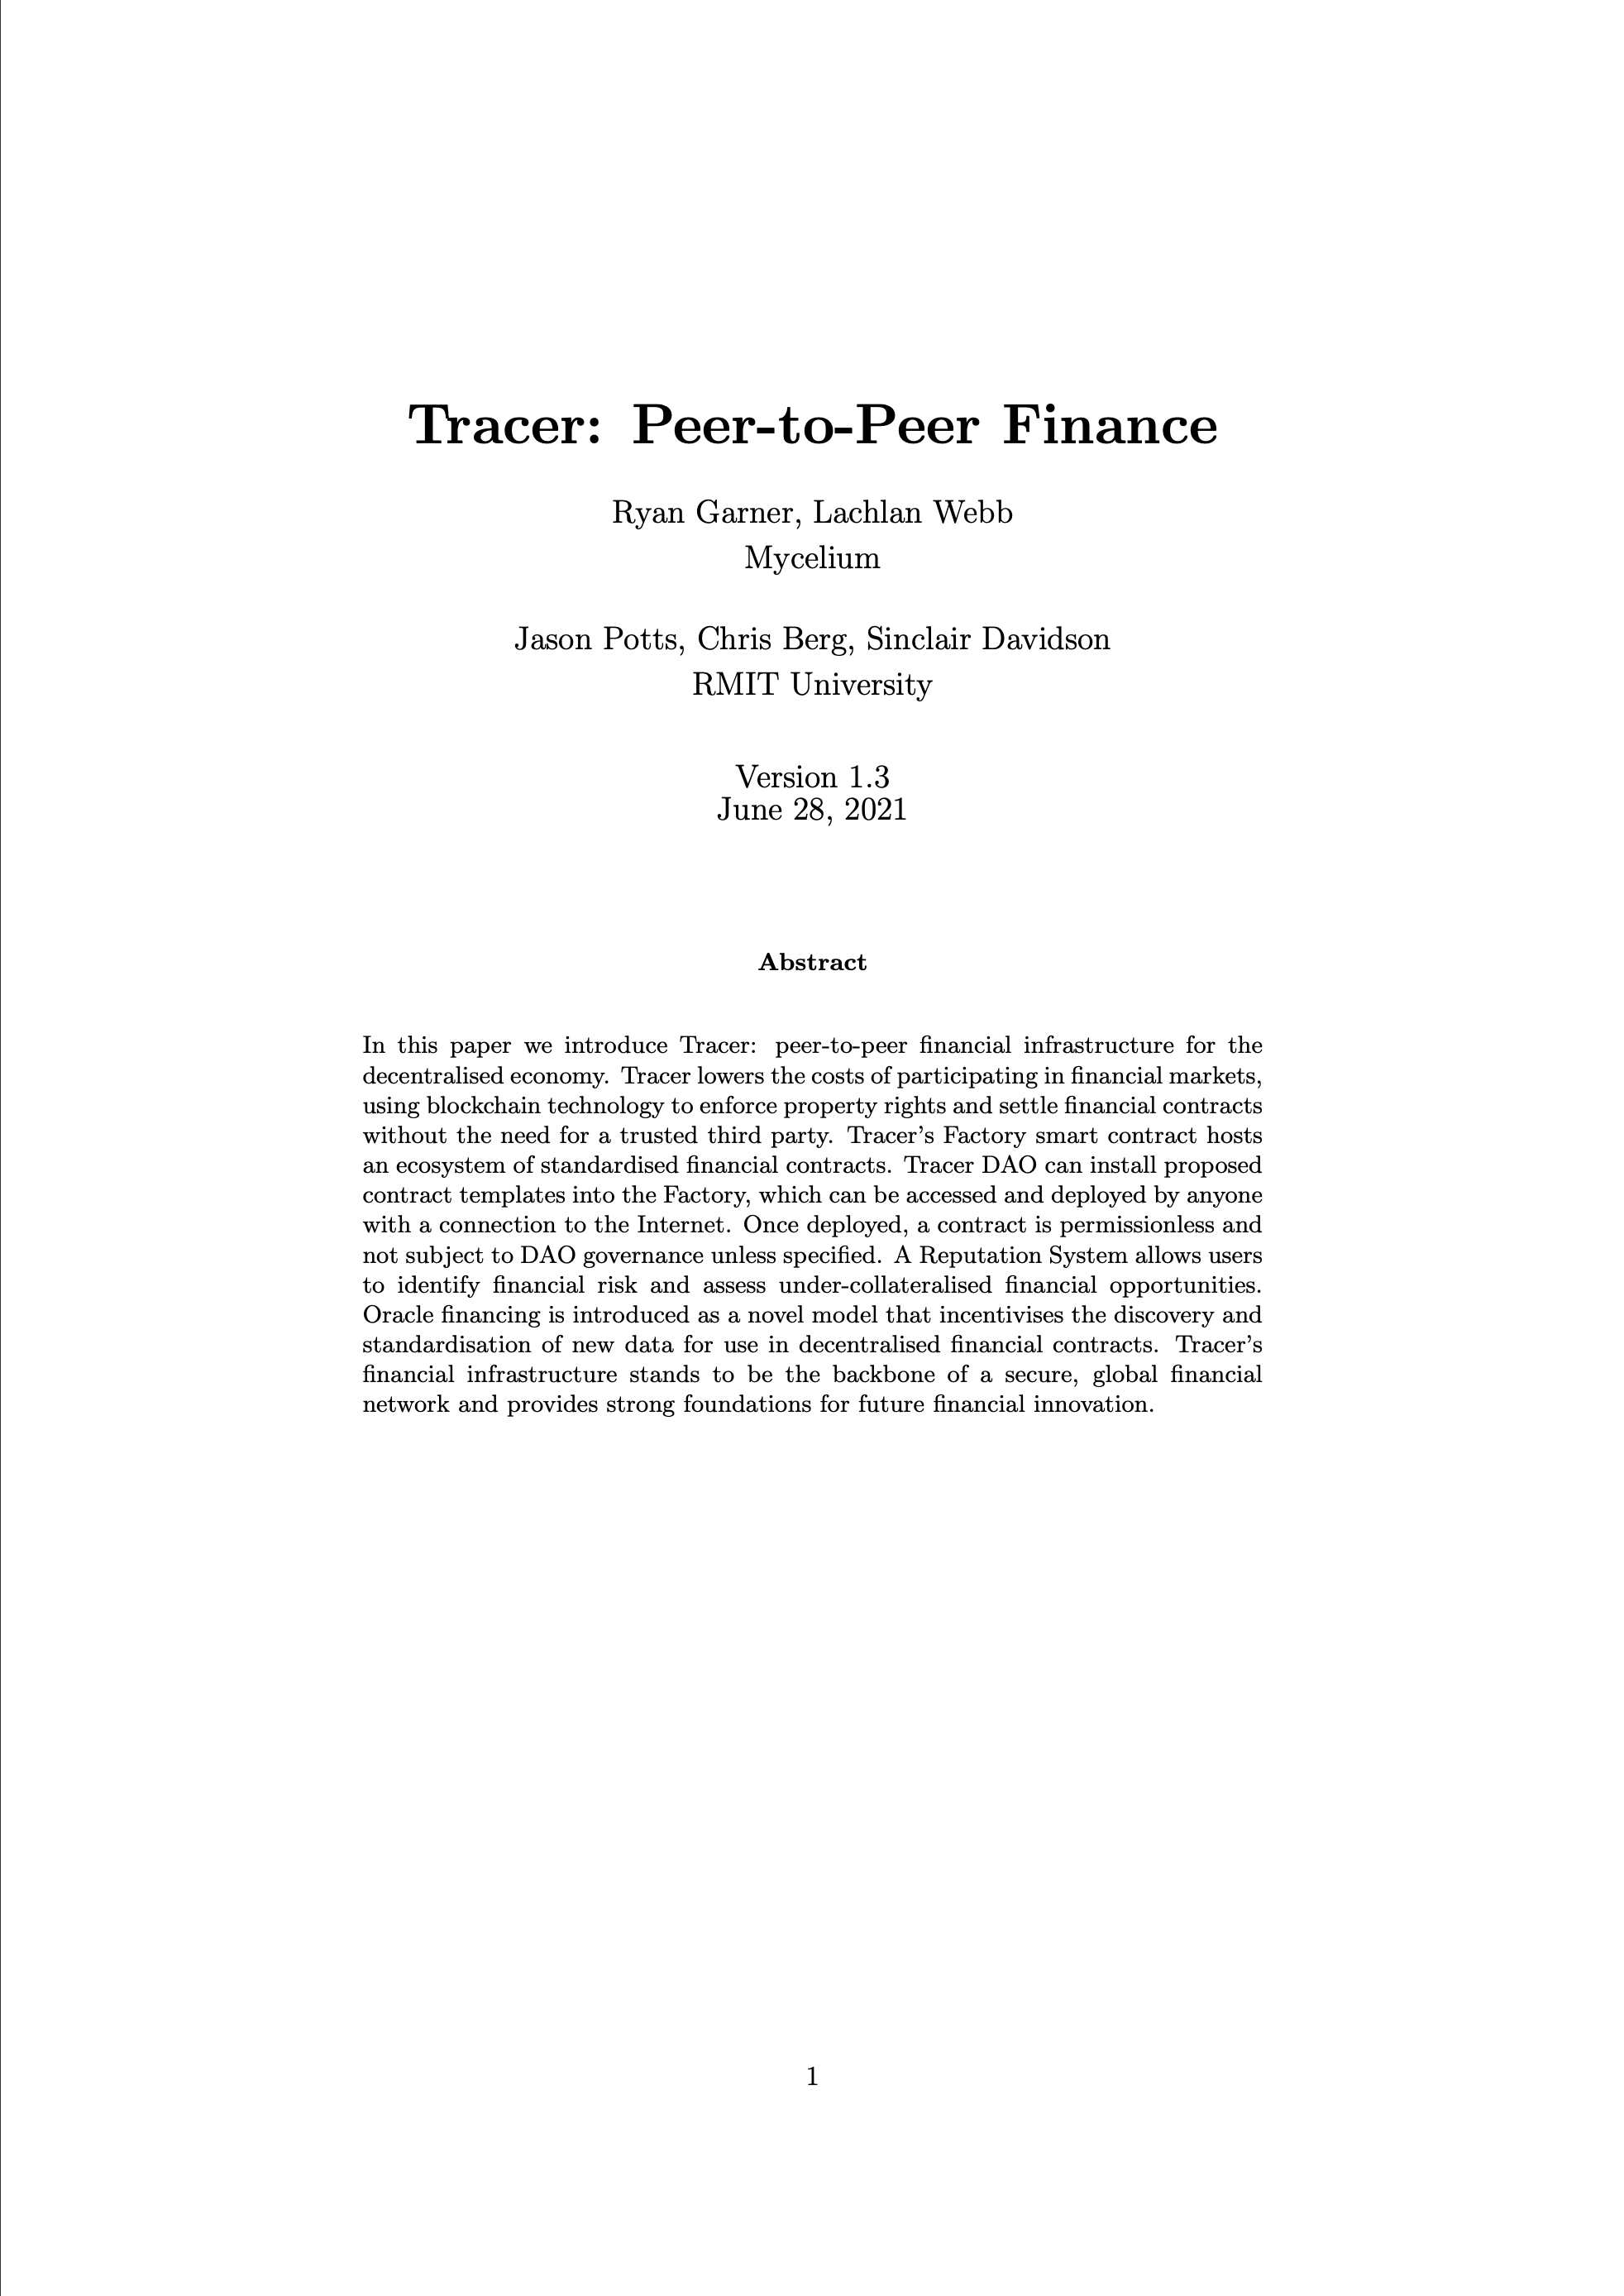 Tracer: Peer-to-Peer Finance
Ryan Garner, Lachlan Webb
Mycelium
Jason Potts, Chris Berg, Sinclair Davidson
RMIT University
Version 1.3
June 28, 2021
Abstract
In this paper we introduce Tracer: peer-to-peer financial infrastructure for the
decentralised economy. Tracer lowers the costs of participating in financial markets,
using blockchain technology to enforce property rights and settle financial contracts
without the need for a trusted third party. Tracer's Factory smart contract hosts
an ecosystem of standardised financial contracts. Tracer DAO can install proposed
contract templates into the Factory, which can be accessed and deployed by anyone
with a connection to the Internet. Once deployed, a contract is permissionless and
not subject to DAO governance unless specified. A Reputation System allows users
to identify financial risk and assess under-collateralised financial opportunities.
Oracle financing is introduced as a novel model that incentivises the discovery and
standardisation of new data for use in decentralised financial contracts. Tracer's
financial infrastructure stands to be the backbone of a secure, global financial
network and provides strong foundations for future financial innovation.
1